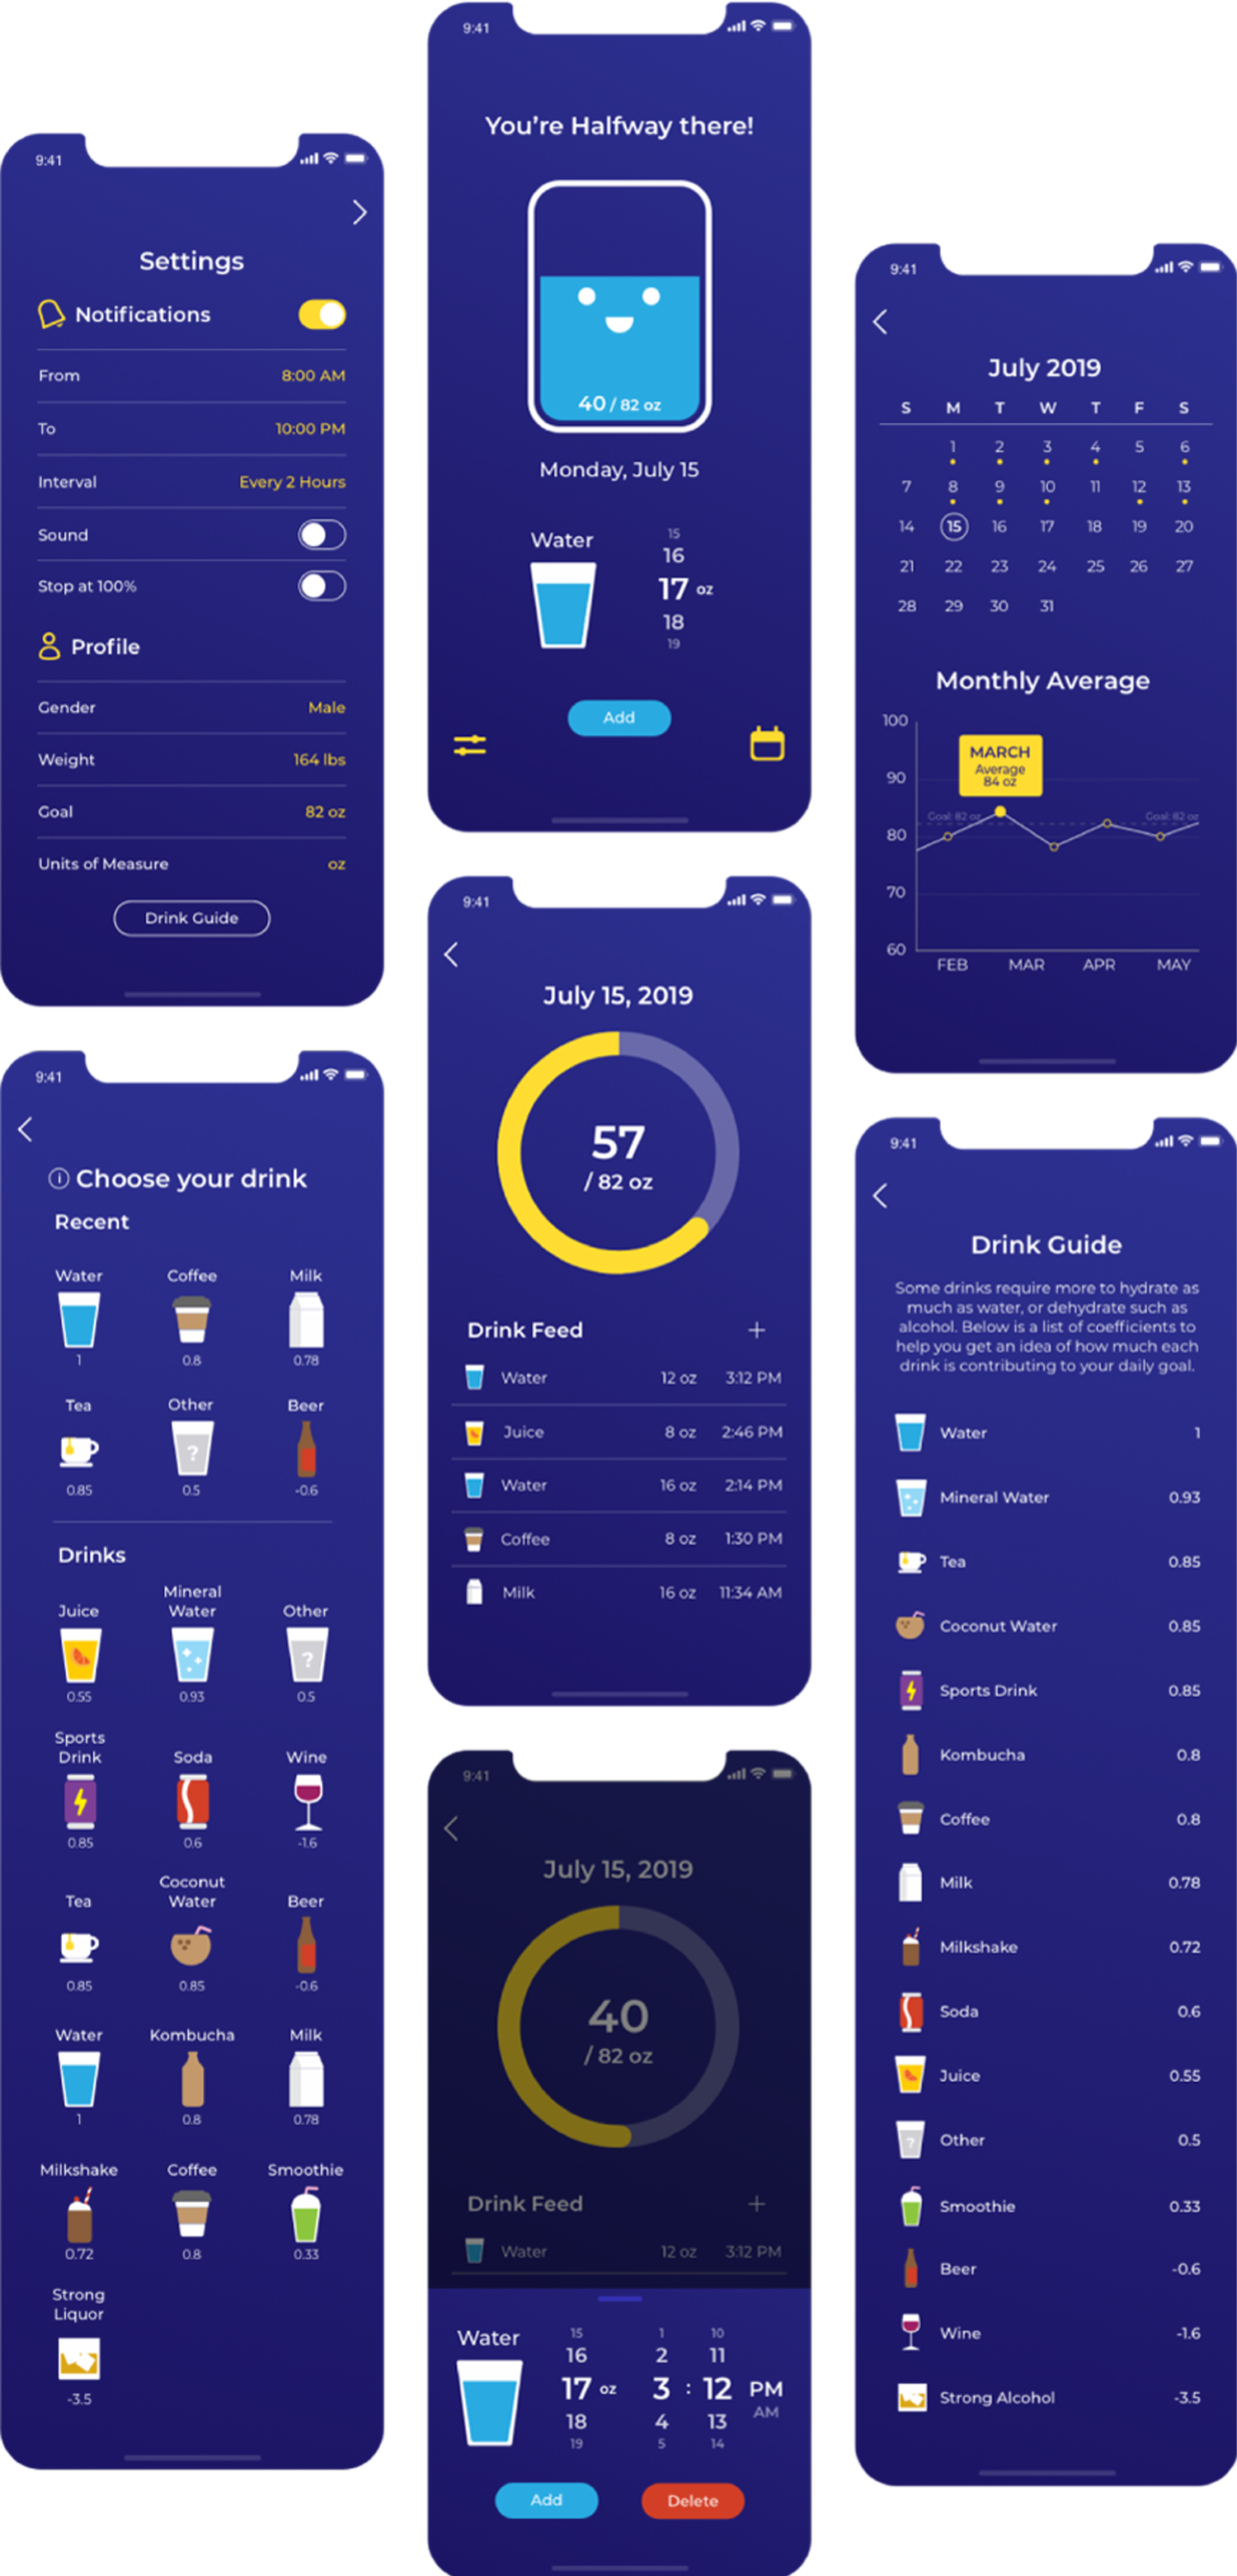 9:41
Settings
Notifications
From 8:00 AM
To 10:00 PM
Interval Every 2 Hours
Sound
Stop at 100%
Profile
Gender Male
Weight 164 lbs
Goal 82 oz
Units of Measure oz
Drink Guide
9:41
Choose your drink
Recent
Water Coffee Milk
1 0.8 0.78
Tea Other Beer
?
0.85 0.5 -0.6
Drinks
Juice Mineral Water Other
?
0.55 0.93 0.5
Sports Drink Soda Wine
0.85 0.6 -1.6
Tea Coconut Water Beer
0.85 0.85 -0.6
Water Kombucha Milk
1 0.8 0.78
Milkshake Coffee Smoothie
0.72 0.8 0.33
Strong
Liquor
-3.5
9:41
You're Halfway there!
40 / 82 oz
Monday, July 15
Water
15
16
17 oz
18
19
Add
9:41
July 15, 2019
57
/ 82 oz
Drink Feed +
Water 12 oz 3:12 PM
Juice 8 oz 2:46 PM
Water 16 oz 2:14 PM
Coffee 8 oz 1:30 PM
Milk 16 oz 11:34 AM
9:41
July 15, 2019
40
/ 82 oz
Drink Feed +
Water 12 oz 3:12 PM
Water
15 1 10
16 2 11
17 oz 3 : 12 PM
18 4 13 AM
19 5 14
Add Delete
9:41
July 2019
S M T W T F S
1 2 3 4 5 6
7 8 9 10 11 12 13
14 15 16 17 18 19 20
21 22 23 24 25 26 27
28 29 30 31
Monthly Average
100
MARCH
Average
84 oz
90
Goal: 82 oz Goal: 82 oz
80
70
60
FEB MAR APR MAY
9:41
Drink Guide
Some drinks require more to hydrate as
much as water, or dehydrate such as
alcohol. Below is a list of coefficients to
help you get an idea of how much each
drink is contributing to your daily goal.
Water 1
Mineral Water 0.93
Tea 0.85
Coconut Water 0.85
Sports Drink 0.85
Kombucha 0.8
Coffee 0.8
Milk 0.78
Milkshake 0.72
Soda 0.6
Juice 0.55
? Other 0.5
Smoothie 0.33
Beer -0.6
Wine -1.6
Strong Alcohol -3.5